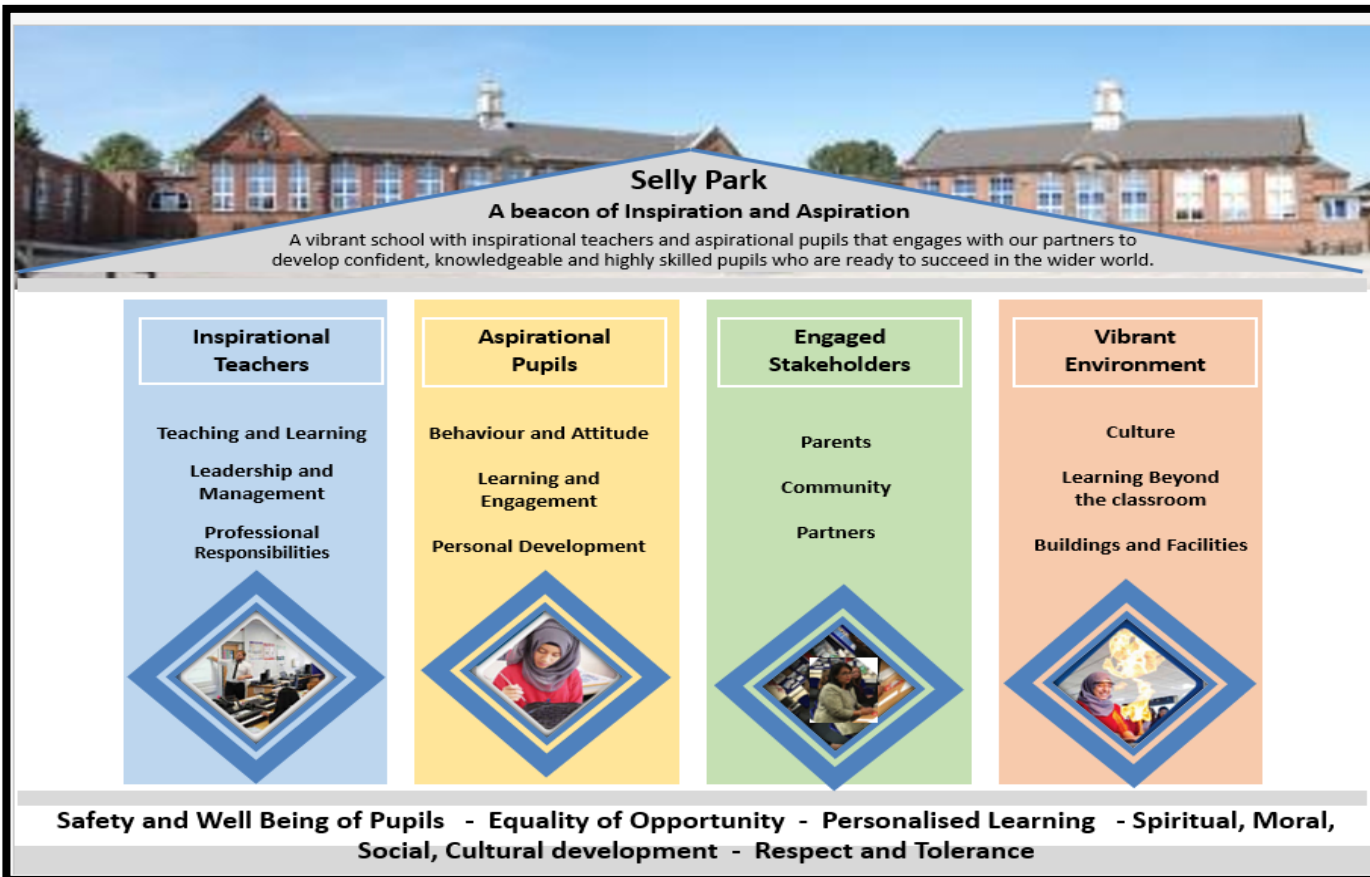 Selly Park
A beacon of Inspiration and Aspiration
A vibrant school with inspirational teachers and aspirational pupils that engages with our partners to
develop confident, knowledgeable and highly skilled pupils who are ready to succeed in the wider world.
Inspirational
Teachers
Teaching and Learning
Leadership and
Management
Professional
Responsibilities
Aspirational
Pupils
Behaviour and Attitude
Learning and
Engagement
Personal Development
Engaged
Stakeholders
Parents
Community
Partners
Vibrant
Environment
Culture
Learning Beyond
the classroom
Buildings and Facilities
Safety and Well Being of Pupils - Equality of Opportunity - Personalised Learning - Spiritual, Moral,
Social, Cultural development - Respect and Tolerance